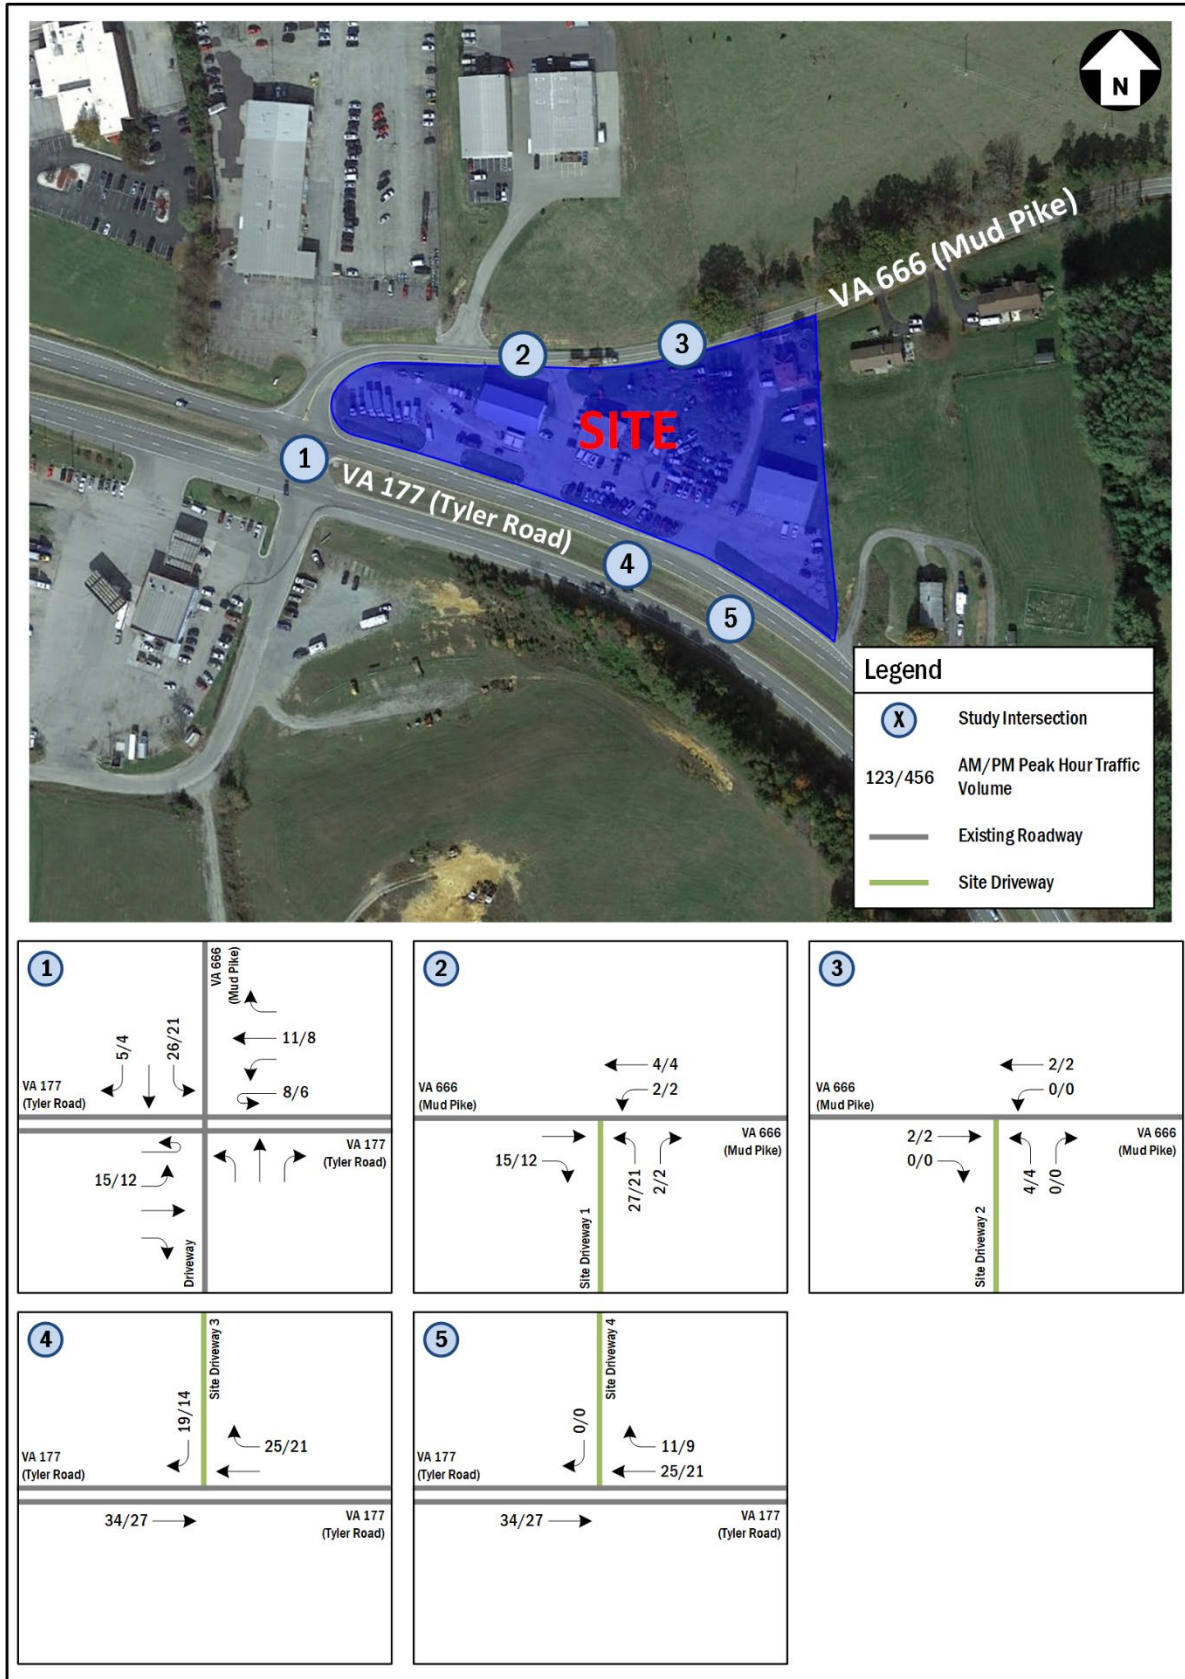 N
VA 666 (Mud Pike)
2
3
SITE
1
VA 177 (Tyler Road)
4
5
Legend
X
Study Intersection
123/456
AM/PM Peak Hour Traffic
Volume
Existing Roadway
Site Driveway
1
VA 666
(Mud Pike)
5/4
26/21
11/8
8/6
VA 177
(Tyler Road)
VA 177
(Tyler Road)
15/12
Driveway
2
4/4
2/2
VA 666
(Mud Pike)
VA 666
(Mud Pike)
15/12
27/21
2/2
Site Driveway 1
3
2/2
0/0
VA 666
(Mud Pike)
VA 666
(Mud Pike)
2/2
0/0
4/4
0/0
Site Driveway 2
4
Site Driveway 3
19/14
25/21
VA 177
(Tyler Road)
34/27
VA 177
(Tyler Road)
5
Site Driveway 4
0/0
11/9
25/21
VA 177
(Tyler Road)
34/27
VA 177
(Tyler Road)